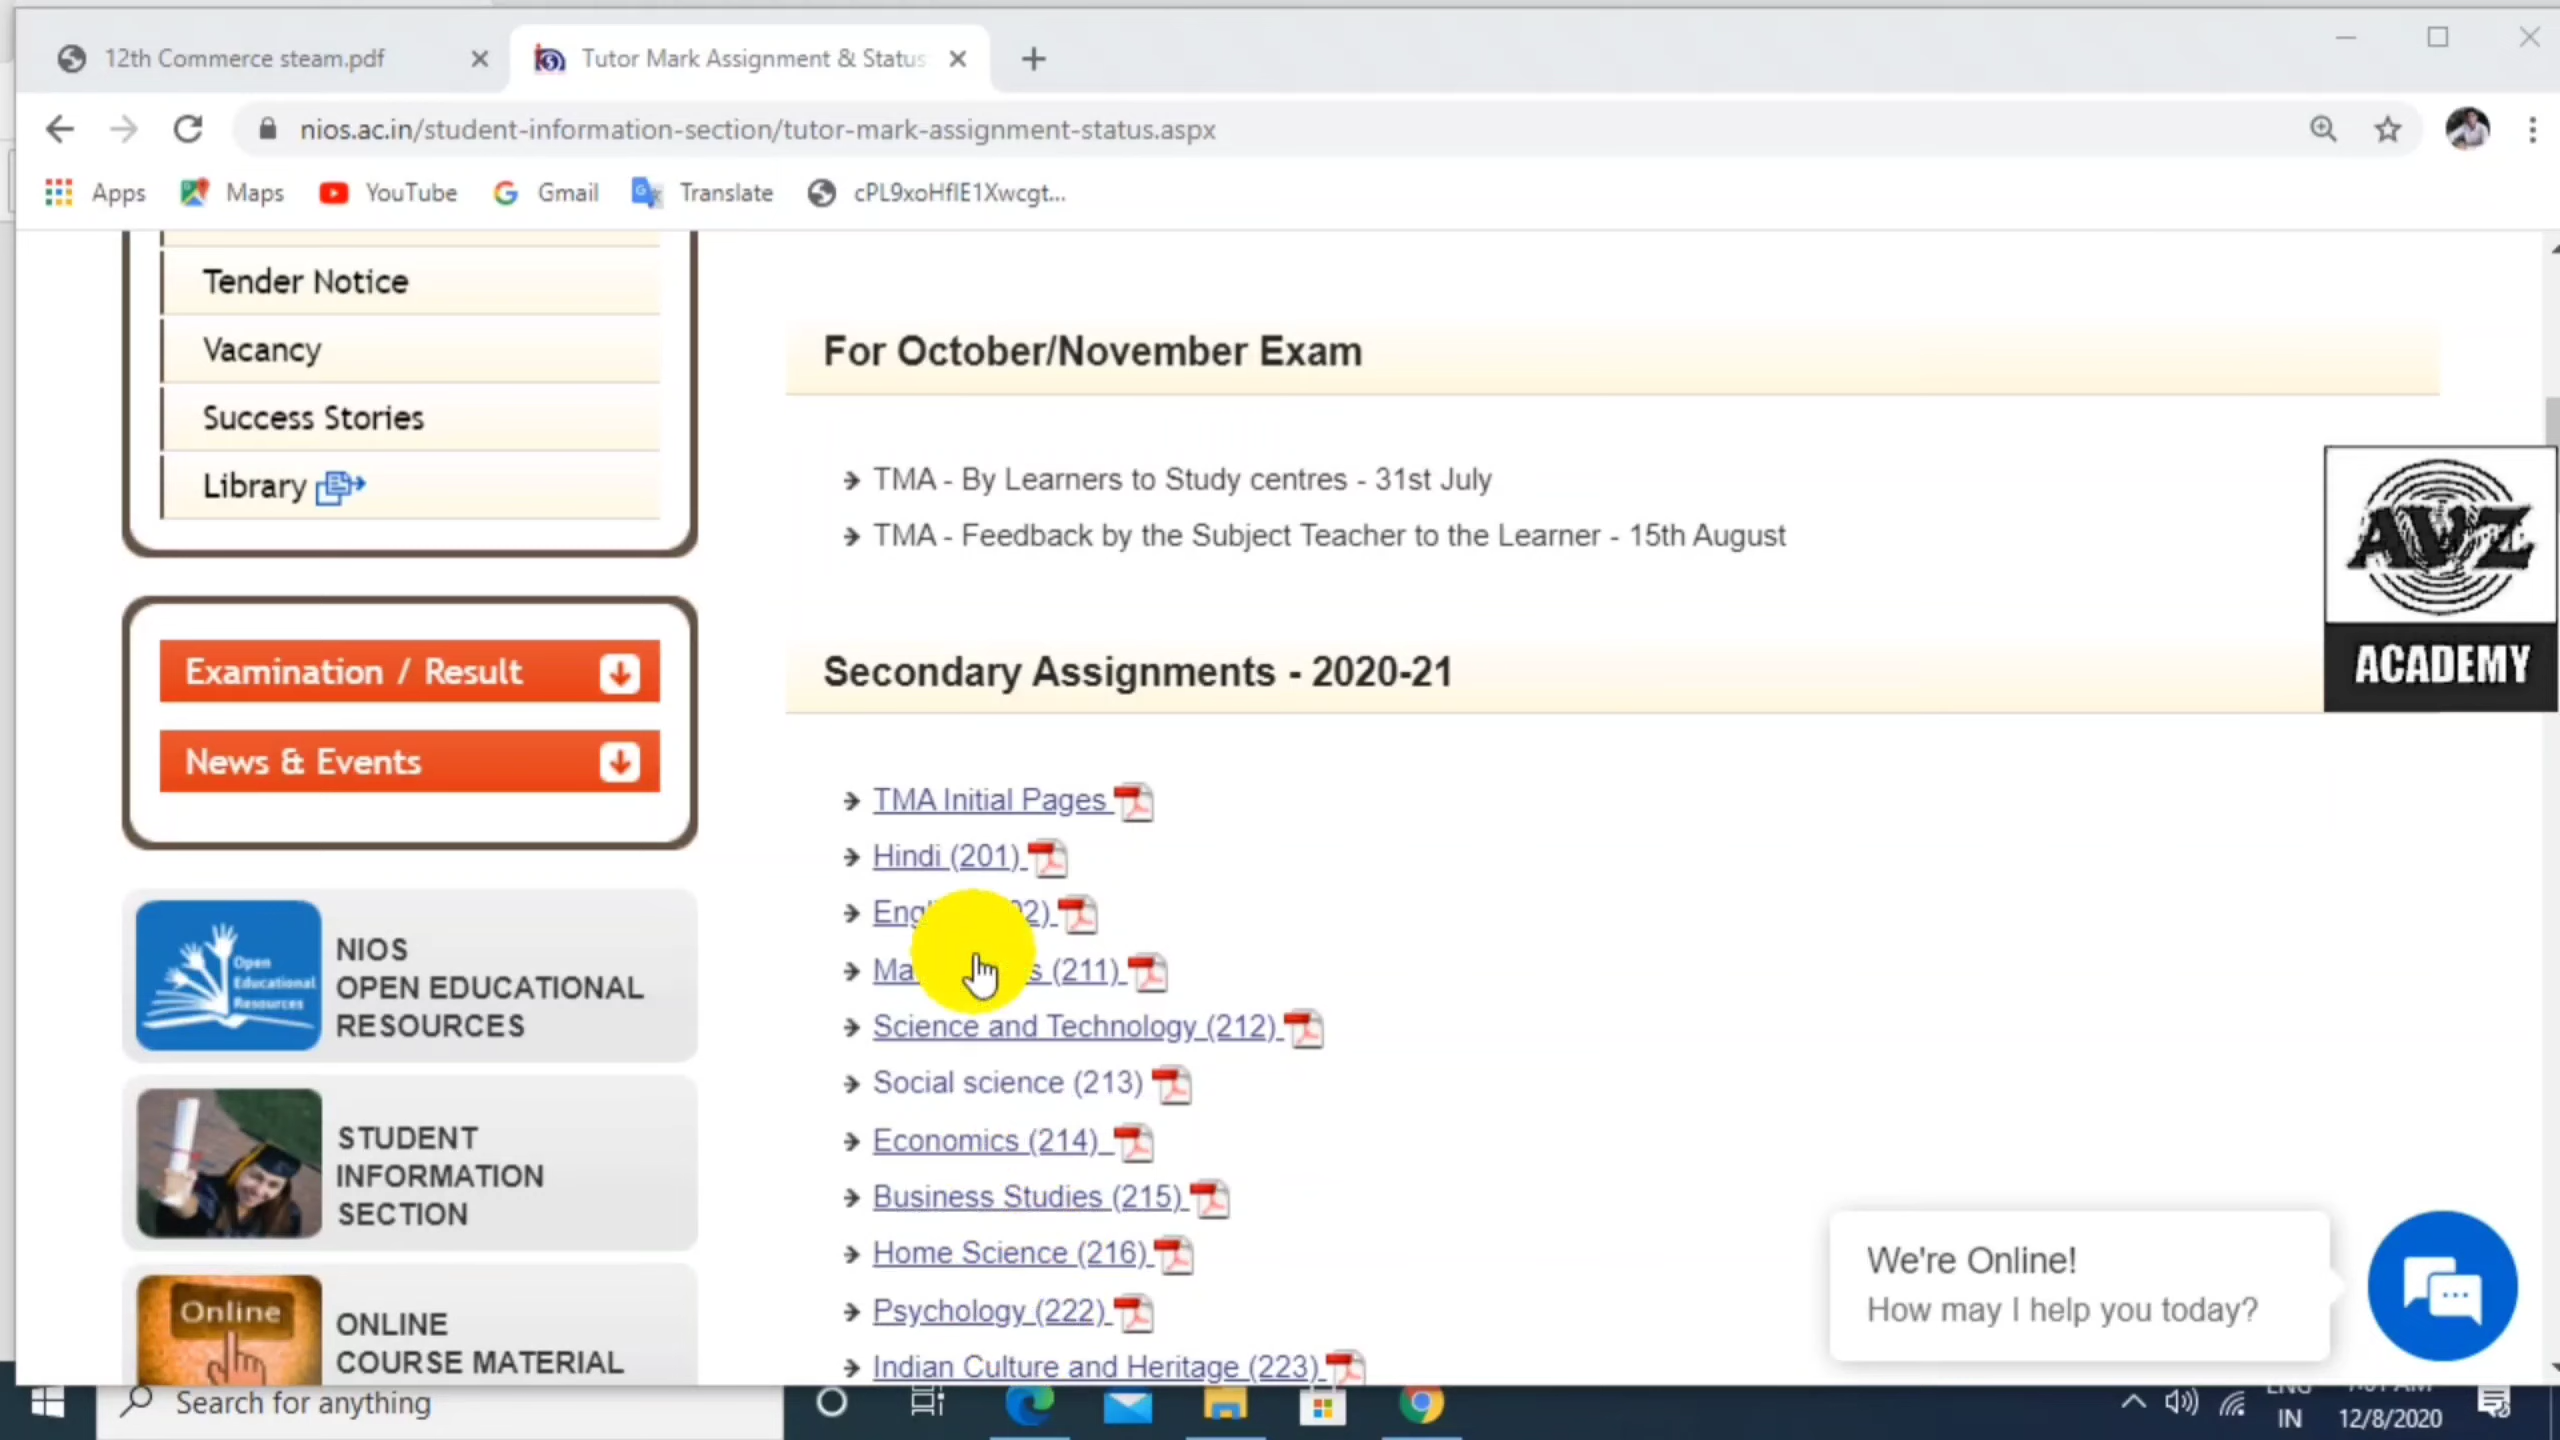 12th Commerce steam.pdf
Tutor Mark Assignment & Status
nios.ac.in/student-information-section/tutor-mark-assignment-status.aspx
Apps
Maps
YouTube
Gmail
Translate
cPL9xoHflE1Xwcgt...
Tender Notice
Vacancy
Success Stories
Library
Examination / Result
News & Events
Open
Educational
Resources
NIOS
OPEN EDUCATIONAL
RESOURCES
STUDENT
INFORMATION
SECTION
Online
ONLINE
COURSE MATERIAL
For October/November Exam
TMA - By Learners to Study centres - 31st July
TMA - Feedback by the Subject Teacher to the Learner - 15th August
Secondary Assignments - 2020-21
TMA Initial Pages
Hindi (201)
(211)
Science and Technology (212)
Social science (213)
Economics (214)
Business Studies (215)
Home Science (216)
Psychology (222)
Indian Culture and Heritage (223)
AVZ
ACADEMY
We're Online!
How may I help you today?
Search for anything
ENG
IN
12/8/2020